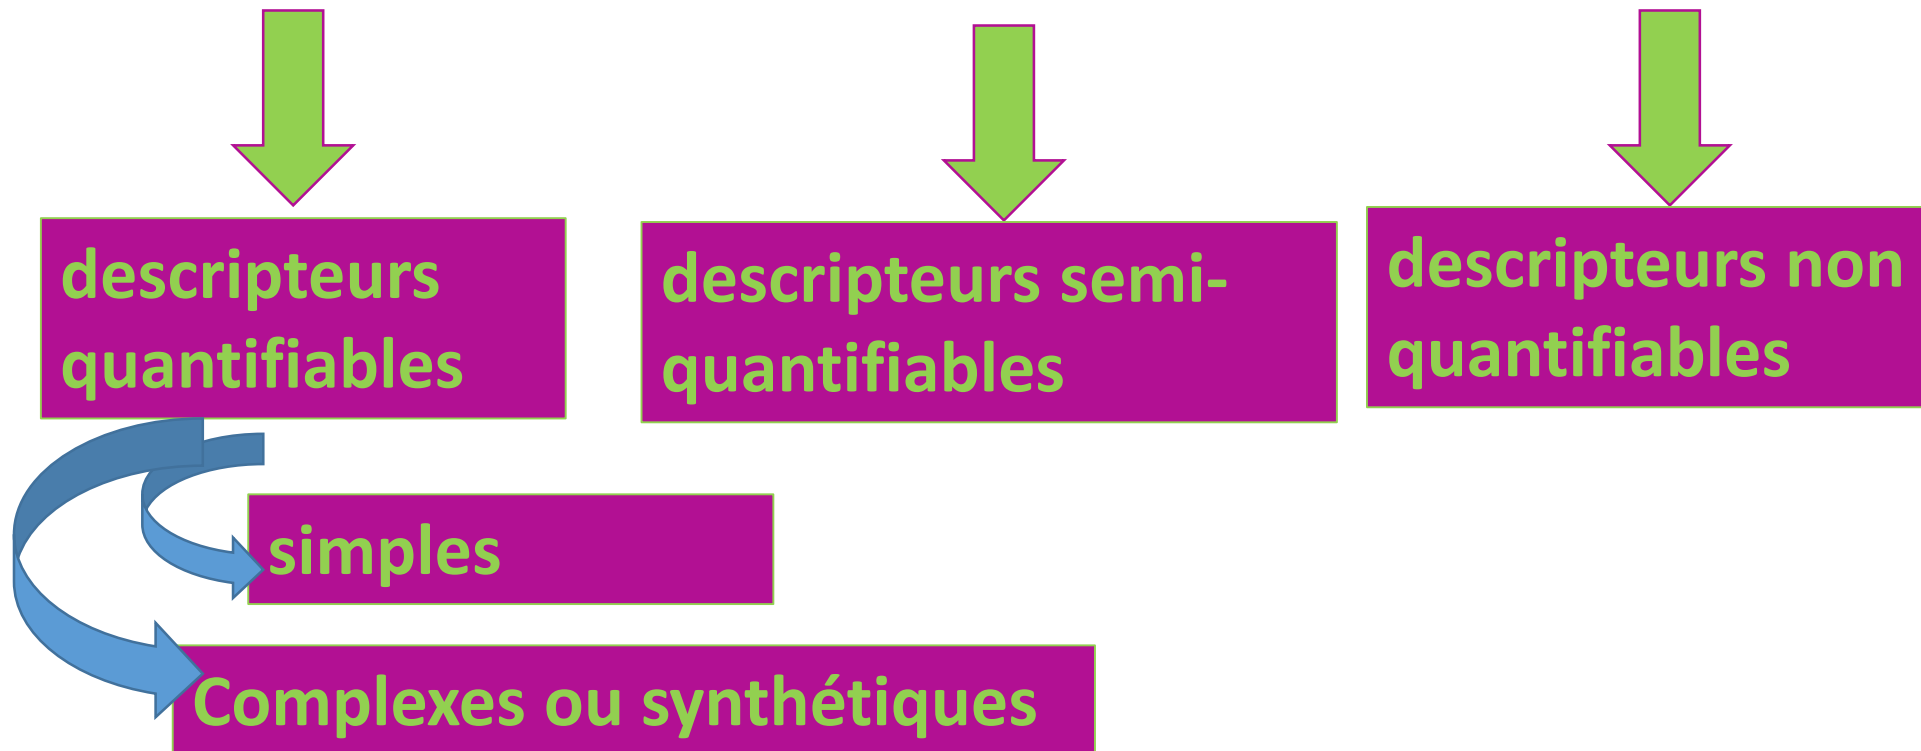 descripteurs
quantifiables
descripteurs semi-
quantifiables
descripteurs non
quantifiables
simples
Complexes ou synthétiques